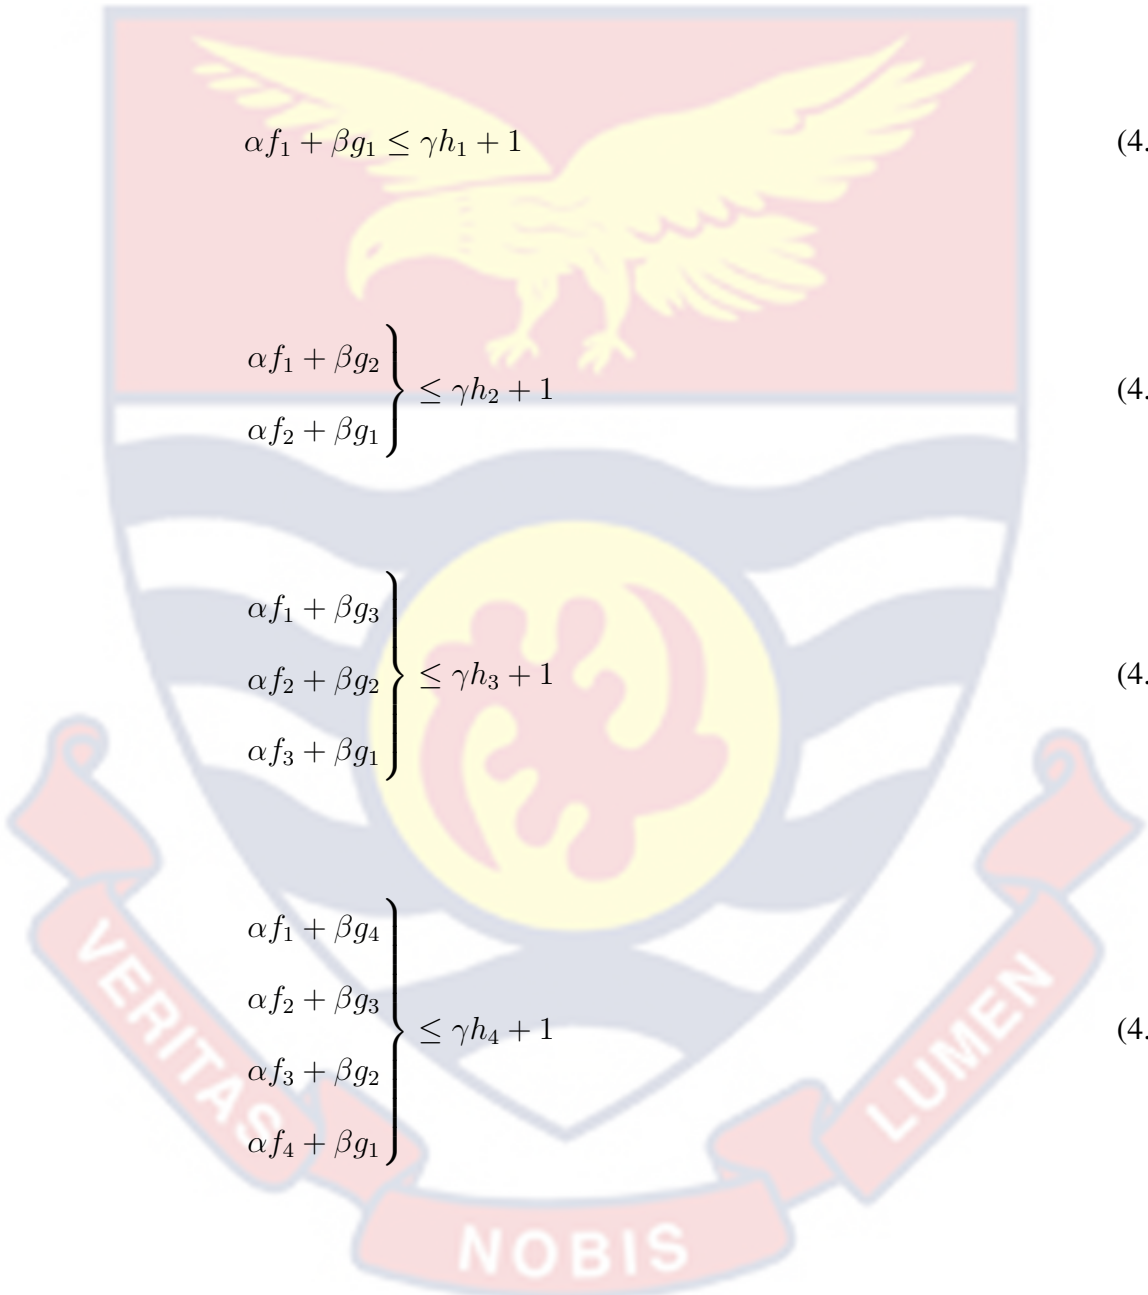 αf₁ + βg₁ ≤ γh₁ + 1 (4.
αf₁ + βg₂
≤ γh₂ + 1 (4.
αf₂ + βg₁
αf₁ + βg₃
αf₂ + βg₂ ≤ γh₃ + 1 (4.
αf₃ + βg₁
αf₁ + βg₄
αf₂ + βg₃
≤ γh₄ + 1 (4.
αf₃ + βg₂
αf₄ + βg₁
VERITAS
NOBIS
LUMEN